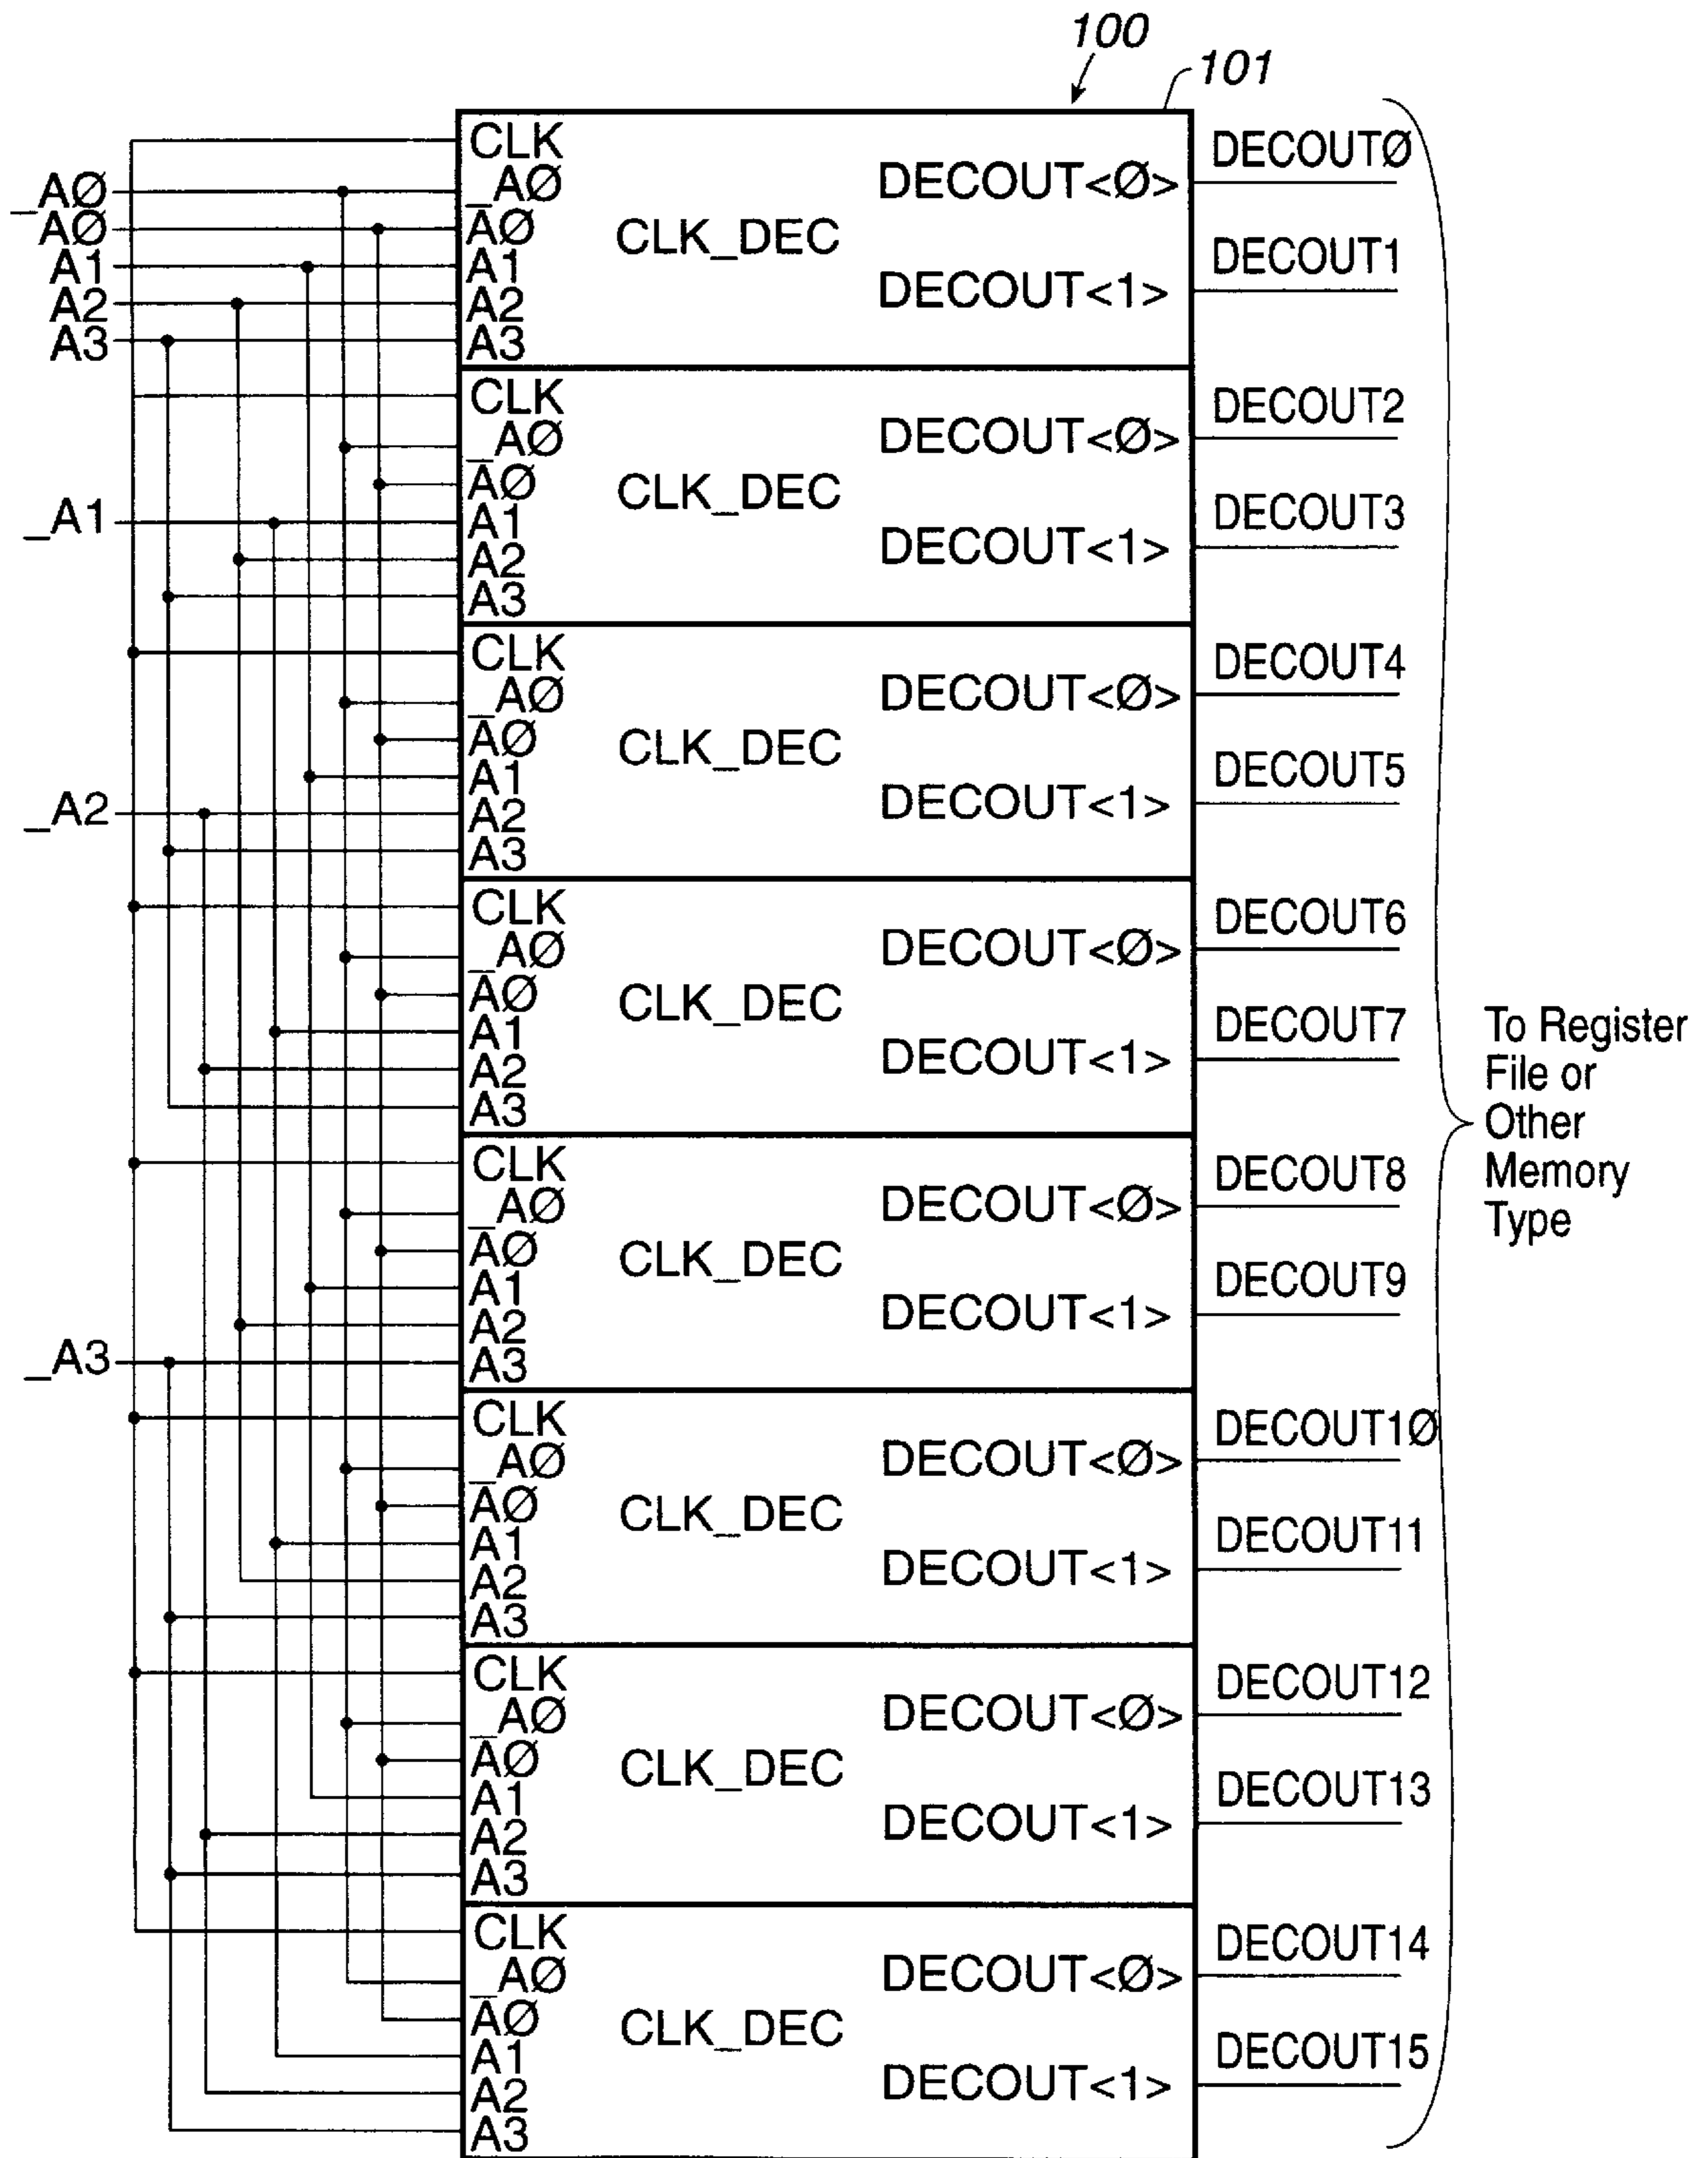 100
101
_AØ
AØ
A1
A2
A3
CLK
_AØ
AØ
A1
A2
A3
CLK_DEC
DECOUT<Ø>
DECOUT<1>
DECOUTØ
DECOUT1
_A1
CLK
_AØ
AØ
A1
A2
A3
CLK_DEC
DECOUT<Ø>
DECOUT<1>
DECOUT2
DECOUT3
_A2
CLK
_AØ
AØ
A1
A2
A3
CLK_DEC
DECOUT<Ø>
DECOUT<1>
DECOUT4
DECOUT5
CLK
_AØ
AØ
A1
A2
A3
CLK_DEC
DECOUT<Ø>
DECOUT<1>
DECOUT6
DECOUT7
To Register
File or
Other
Memory
Type
_A3
CLK
_AØ
AØ
A1
A2
A3
CLK_DEC
DECOUT<Ø>
DECOUT<1>
DECOUT8
DECOUT9
CLK
_AØ
AØ
A1
A2
A3
CLK_DEC
DECOUT<Ø>
DECOUT<1>
DECOUT1Ø
DECOUT11
CLK
_AØ
AØ
A1
A2
A3
CLK_DEC
DECOUT<Ø>
DECOUT<1>
DECOUT12
DECOUT13
CLK
_AØ
AØ
A1
A2
A3
CLK_DEC
DECOUT<Ø>
DECOUT<1>
DECOUT14
DECOUT15